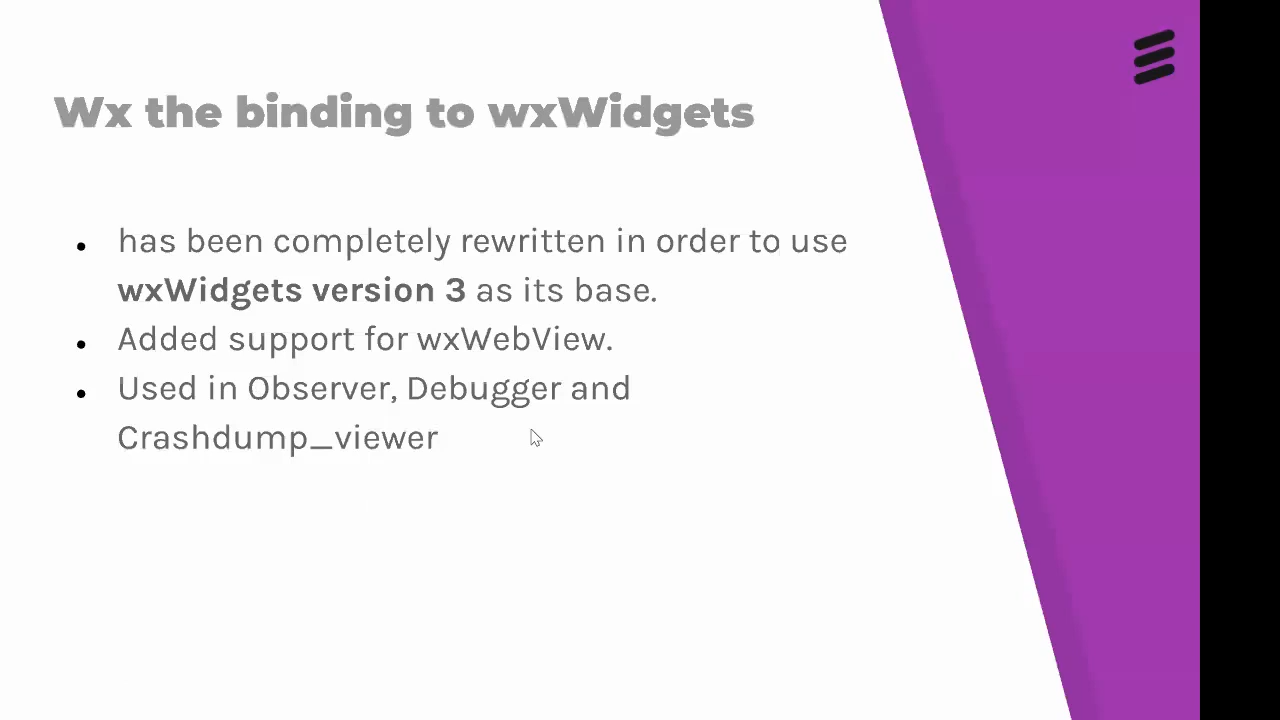 Wx the binding to wxWidgets
has been completely rewritten in order to use
wxWidgets version 3 as its base.
Added support for wxWebView.
Used in Observer, Debugger and
Crashdump_viewer